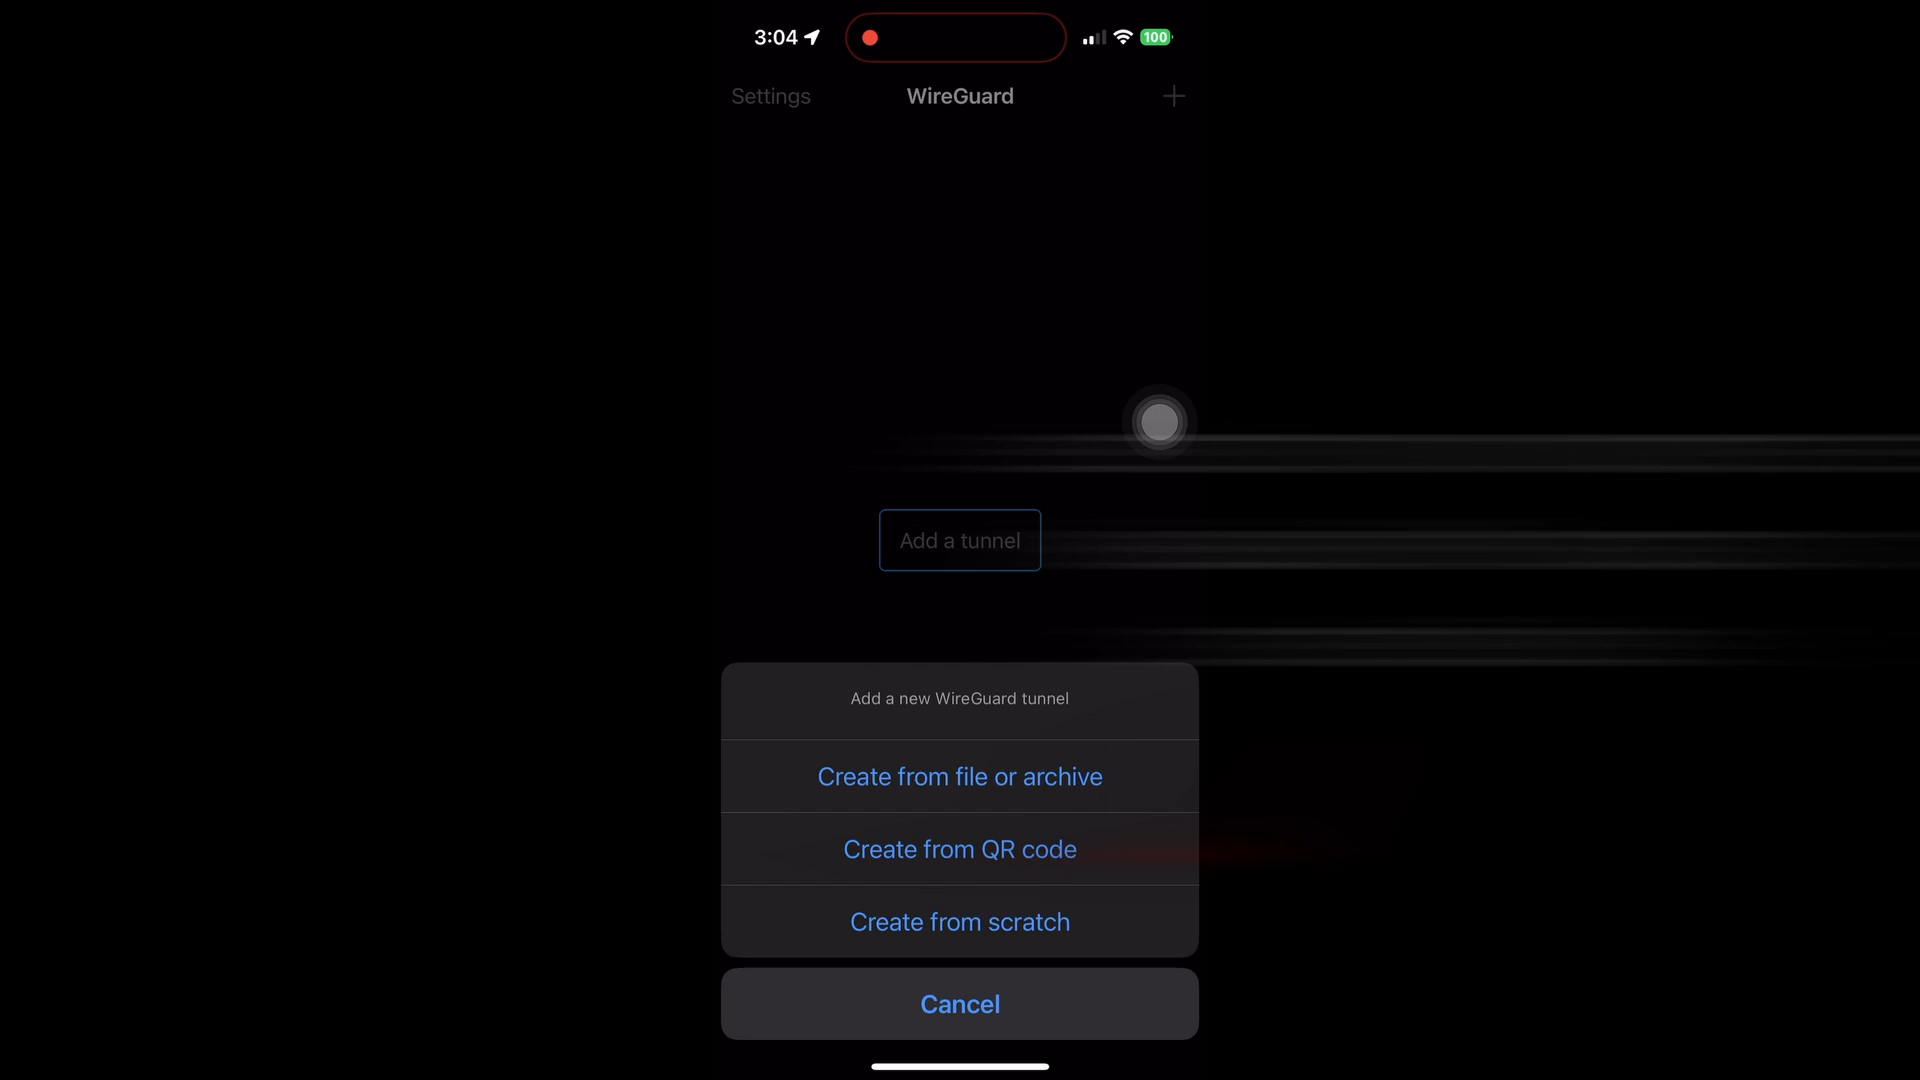 3:04
100
Settings
WireGuard
Add a tunnel
Add a new WireGuard tunnel
Create from file or archive
Create from QR code
Create from scratch
Cancel